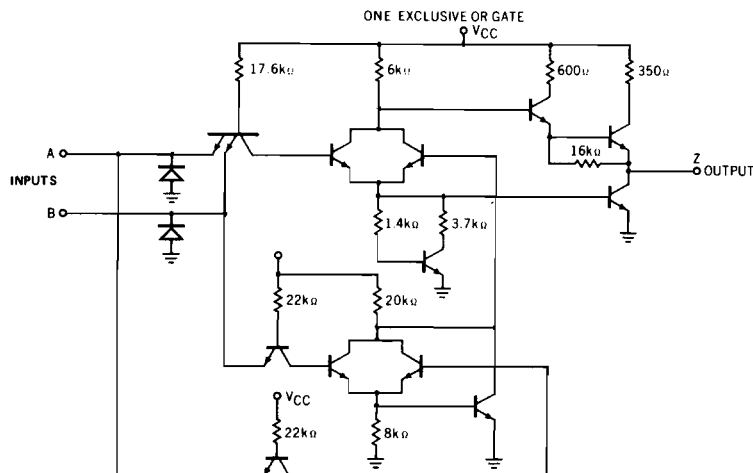 ONE EXCLUSIVE OR GATE
VCC
17.6kΩ
6kΩ
600Ω
350Ω
A
16kΩ
Z
OUTPUT
INPUTS
B
1.4kΩ
3.7kΩ
22kΩ
20kΩ
VCC
22kΩ
8kΩ